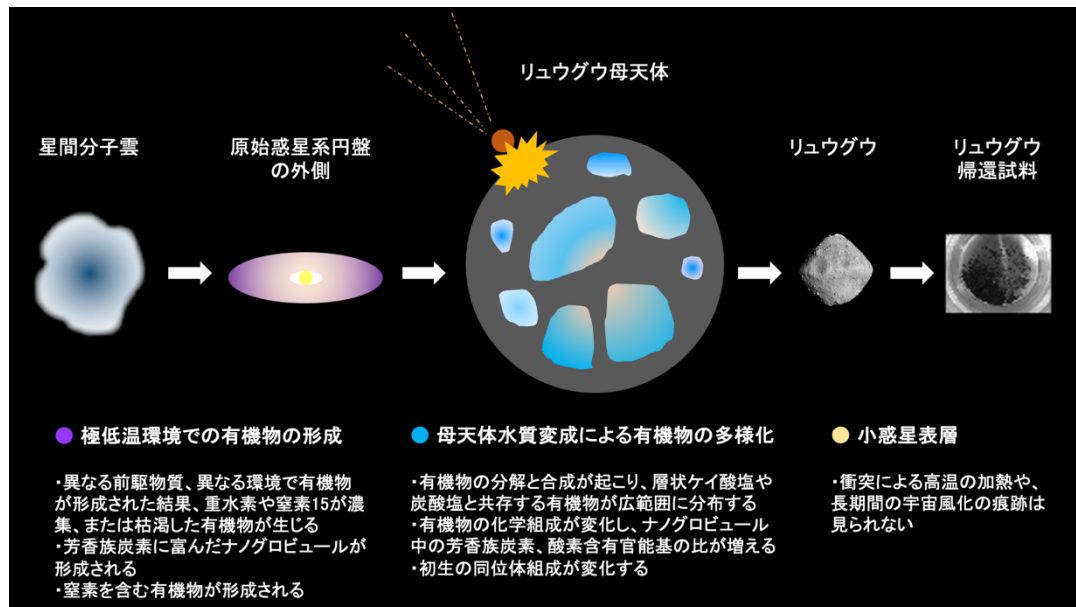 リュウグウ母天体
星間分子雲
原始惑星系円盤
の外側
リュウグウ
リュウグウ
帰還試料
極低温環境での有機物の形成
・異なる前駆物質、異なる環境で有機物
が形成された結果、重水素や窒素15が濃
集、または枯渇した有機物が生じる
・芳香族炭素に富んだナノグロビュールが
形成される
・窒素を含む有機物が形成される
母天体水質変成による有機物の多様化
・有機物の分解と合成が起こり、層状ケイ酸塩や
炭酸塩と共存する有機物が広範囲に分布する
・有機物の化学組成が変化し、ナノグロビュール
中の芳香族炭素、酸素含有官能基の比が増える
・初生の同位体組成が変化する
小惑星表層
・衝突による高温の加熱や、
長期間の宇宙風化の痕跡は
見られない